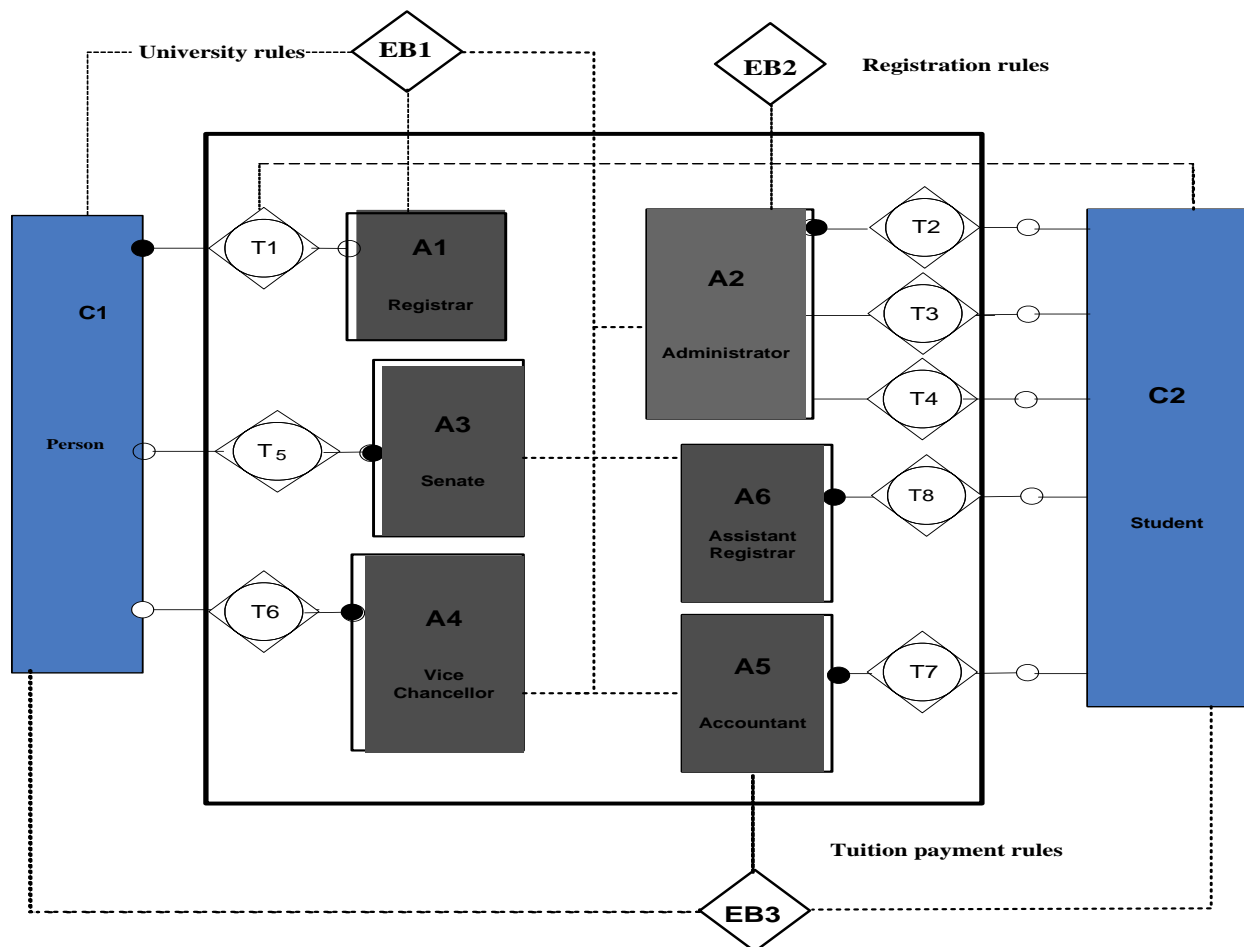 University rules
EB1
EB2
Registration rules
T1
A1
Registrar
A2
Administrator
T2
T3
T4
C1
Person
C2
Student
T5
A3
Senate
A6
Assistant
Registrar
T8
T6
A4
Vice
Chancellor
A5
Accountant
T7
Tuition payment rules
EB3